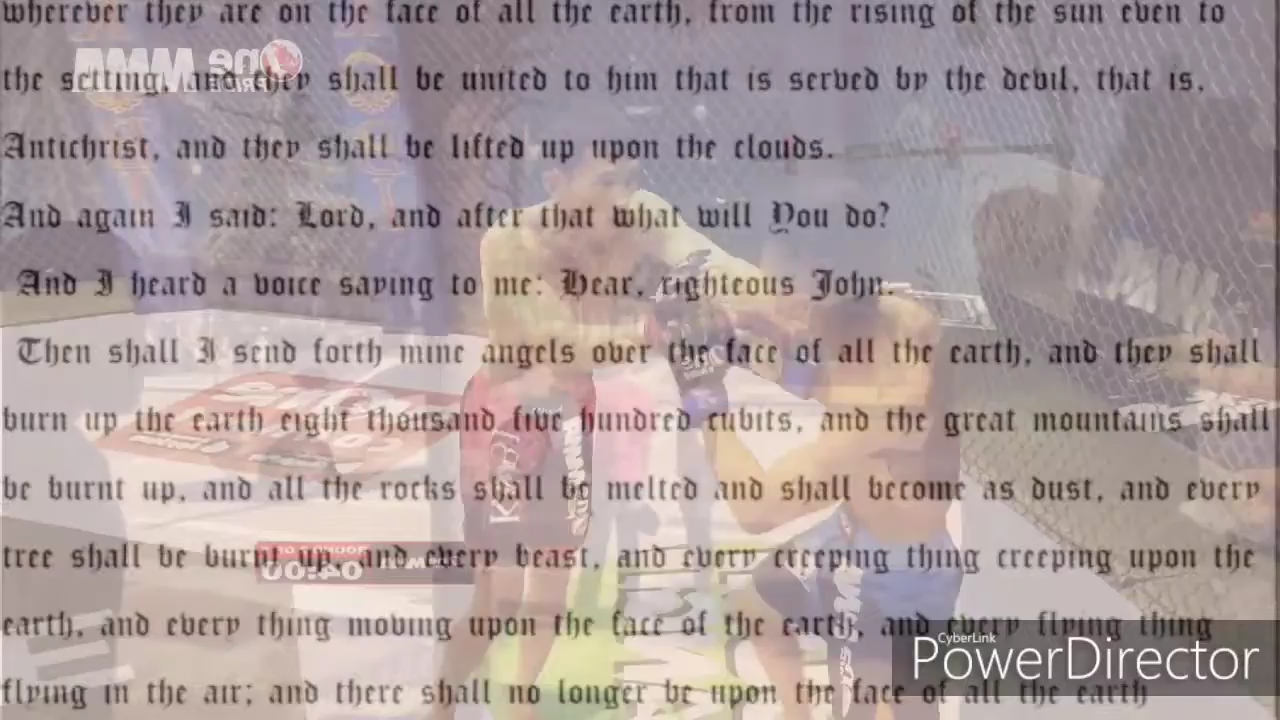 wherever they are on the face of all the earth, from the rising of the sun even to
the setting, and they shall be united to him that is served by the devil, that is,
Antichrist, and they shall be lifted up upon the clouds.
And again I said: Lord, and after that what will You do?
And I heard a voice saying to me: Hear, righteous John.
Then shall I send forth mine angels over the face of all the earth, and they shall
burn up the earth eight thousand five hundred cubits, and the great mountains shall
be burnt up, and all the rocks shall be melted and shall become as dust, and every
tree shall be burnt up, and every beast, and every creeping thing creeping upon the
earth, and every thing moving upon the face of the earth, and every flying thing
flying in the air; and there shall no longer be upon the face of all the earth
One
MMA
04:00
CyberLink
PowerDirector